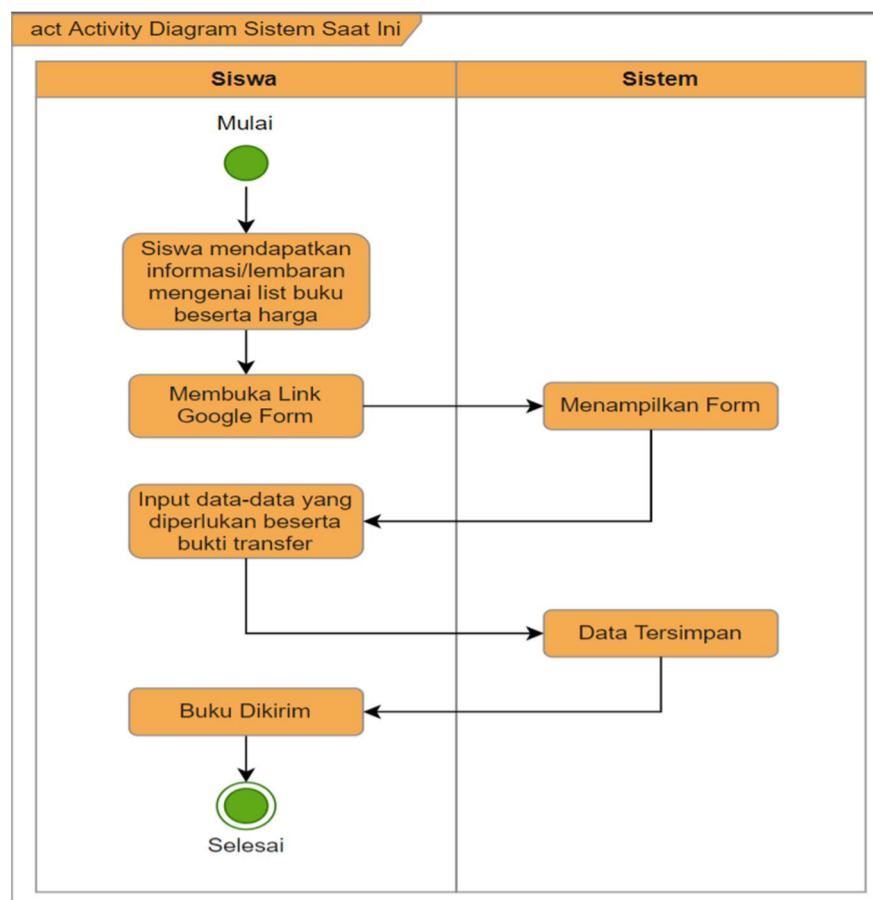 act Activity Diagram Sistem Saat Ini
Siswa
Sistem
Mulai
Siswa mendapatkan
informasi/lembaran
mengenai list buku
beserta harga
Membuka Link
Google Form
Menampilkan Form
Input data-data yang
diperlukan beserta
bukti transfer
Data Tersimpan
Buku Dikirim
Selesai